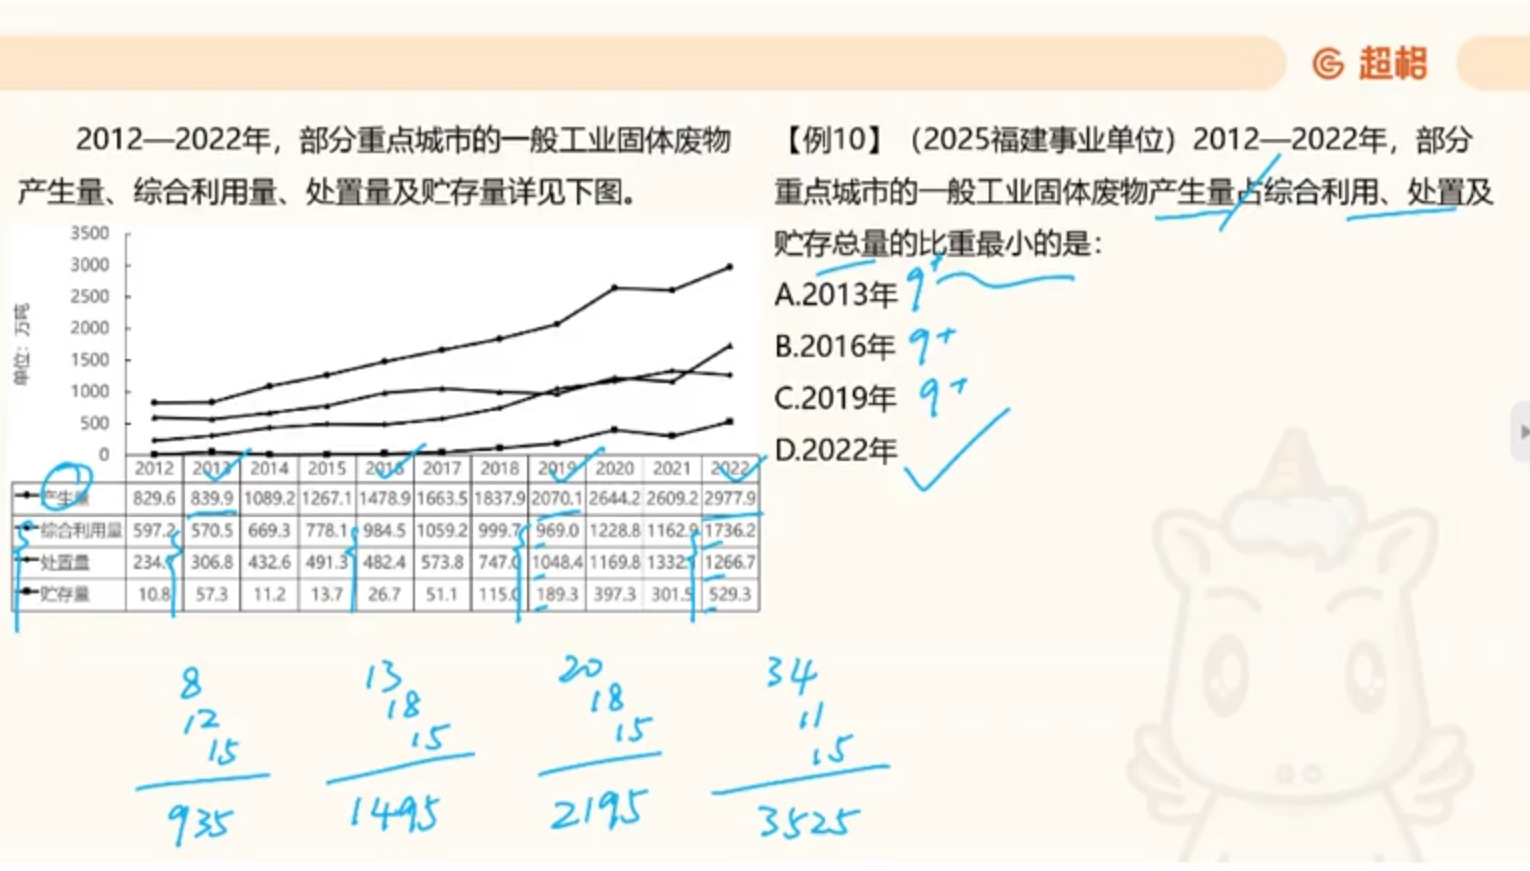 超格
2012—2022年，部分重点城市的一般工业固体废物
产生量、综合利用量、处置量及贮存量详见下图。
单位：万吨
3500
3000
2500
2000
1500
1000
500
0
2012 2013 2014 2015 2016 2017 2018 2019 2020 2021 2022
产生量 829.6 839.9 1089.2 1267.1 1478.9 1663.5 1837.9 2070.1 2644.2 2609.2 2977.9
综合利用量 597.2 570.5 669.3 778.1 984.5 1059.2 999.7 969.0 1228.8 1162.9 1736.2
处置量 234. 306.8 432.6 491.3 482.4 573.8 747.0 1048.4 1169.8 1332. 1266.7
贮存量 10.8 57.3 11.2 13.7 26.7 51.1 115.0 189.3 397.3 301.5 529.3
8
12
15
935
13
18
15
1495
20
18
15
2195
34
11
15
3525
【例10】（2025福建事业单位）2012—2022年，部分
重点城市的一般工业固体废物产生量占综合利用、处置及
贮存总量的比重最小的是：
A.2013年 9+
B.2016年 9+
C.2019年 9+
D.2022年